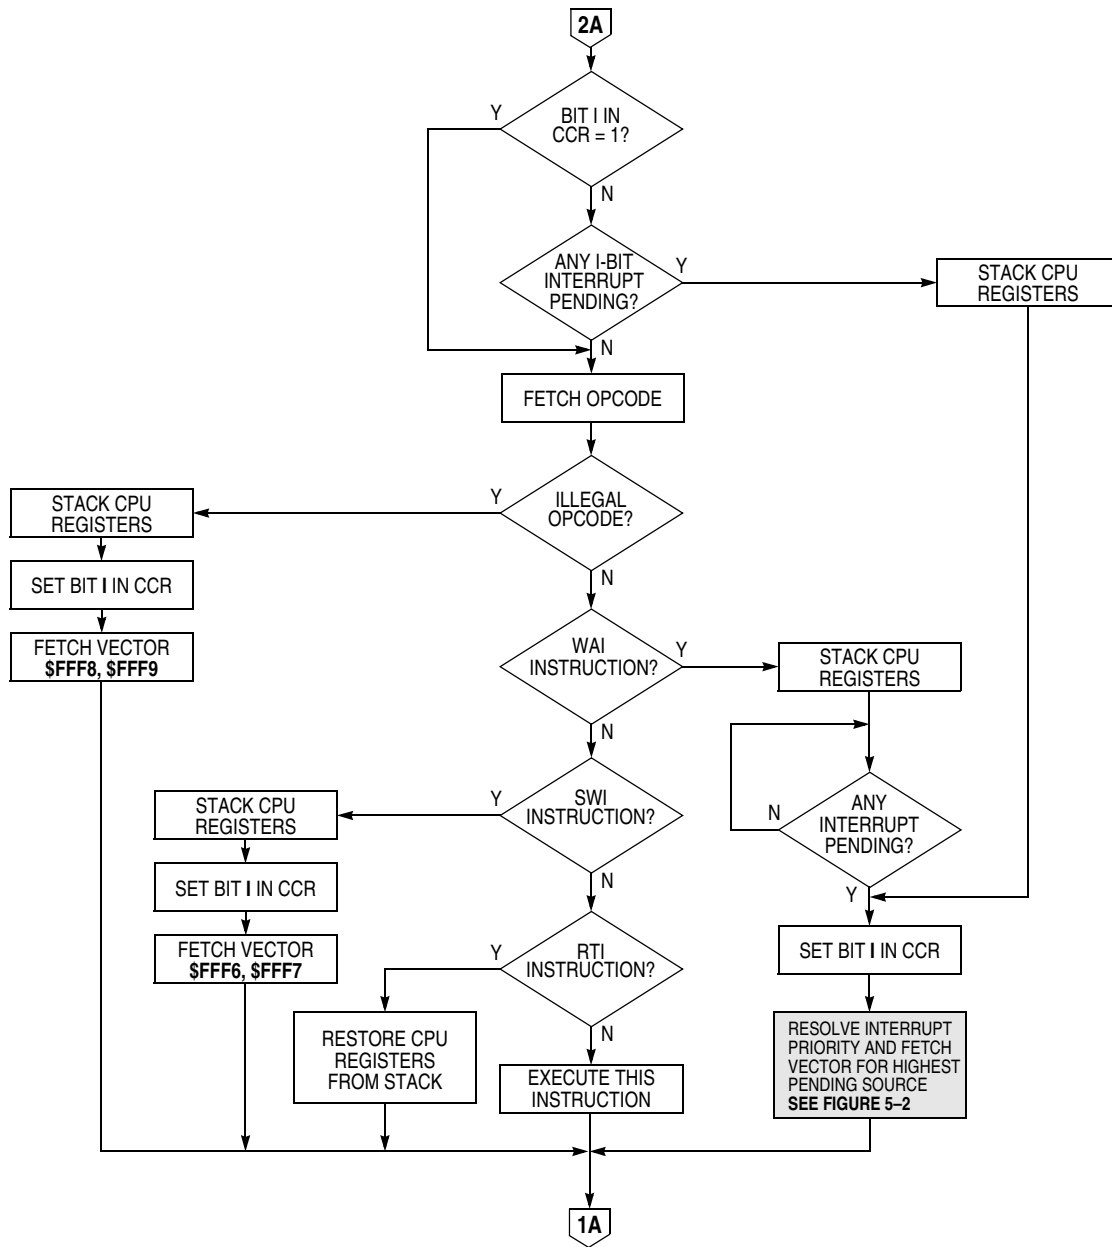 2A
BIT I IN
CCR = 1?
Y
N
ANY I-BIT
INTERRUPT
PENDING?
Y
N
STACK CPU
REGISTERS
FETCH OPCODE
ILLEGAL
OPCODE?
Y
N
STACK CPU
REGISTERS
SET BIT I IN CCR
FETCH VECTOR
$FFF8, $FFF9
WAI
INSTRUCTION?
Y
N
STACK CPU
REGISTERS
ANY
INTERRUPT
PENDING?
N
Y
SWI
INSTRUCTION?
Y
N
STACK CPU
REGISTERS
SET BIT I IN CCR
FETCH VECTOR
$FFF6, $FFF7
RTI
INSTRUCTION?
Y
N
RESTORE CPU
REGISTERS
FROM STACK
EXECUTE THIS
INSTRUCTION
SET BIT I IN CCR
RESOLVE INTERRUPT
PRIORITY AND FETCH
VECTOR FOR HIGHEST
PENDING SOURCE
SEE FIGURE 5–2
1A